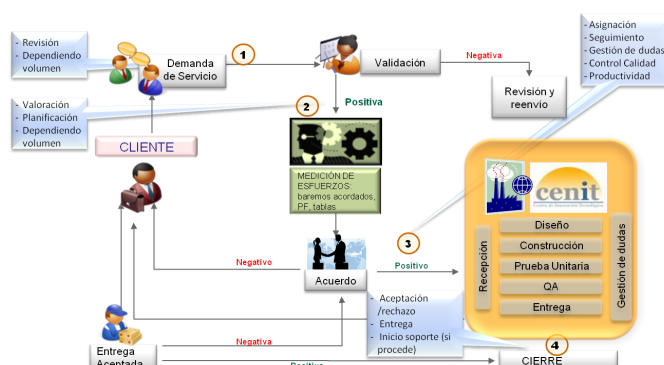 - Revisión
- Dependiendo
volumen
Demanda
de Servicio
1
Validación
Negativa
Revisión y
reenvío
- Asignación
- Seguimiento
- Gestión de dudas
- Control Calidad
- Productividad
- Valoración
- Planificación
- Dependiendo
volumen
2
Positiva
CLIENTE
MEDICIÓN DE
ESFUERZOS:
baremos acordados,
PF, tablas
cenit
Recepción
Diseño
Construcción
Prueba Unitaria
QA
Entrega
Gestión de dudas
3
Negativo
Acuerdo
Positivo
- Aceptación
/rechazo
- Entrega
- Inicio soporte (si
procede)
4
Entrega
Aceptada
Negativa
Positiva
CIERRE